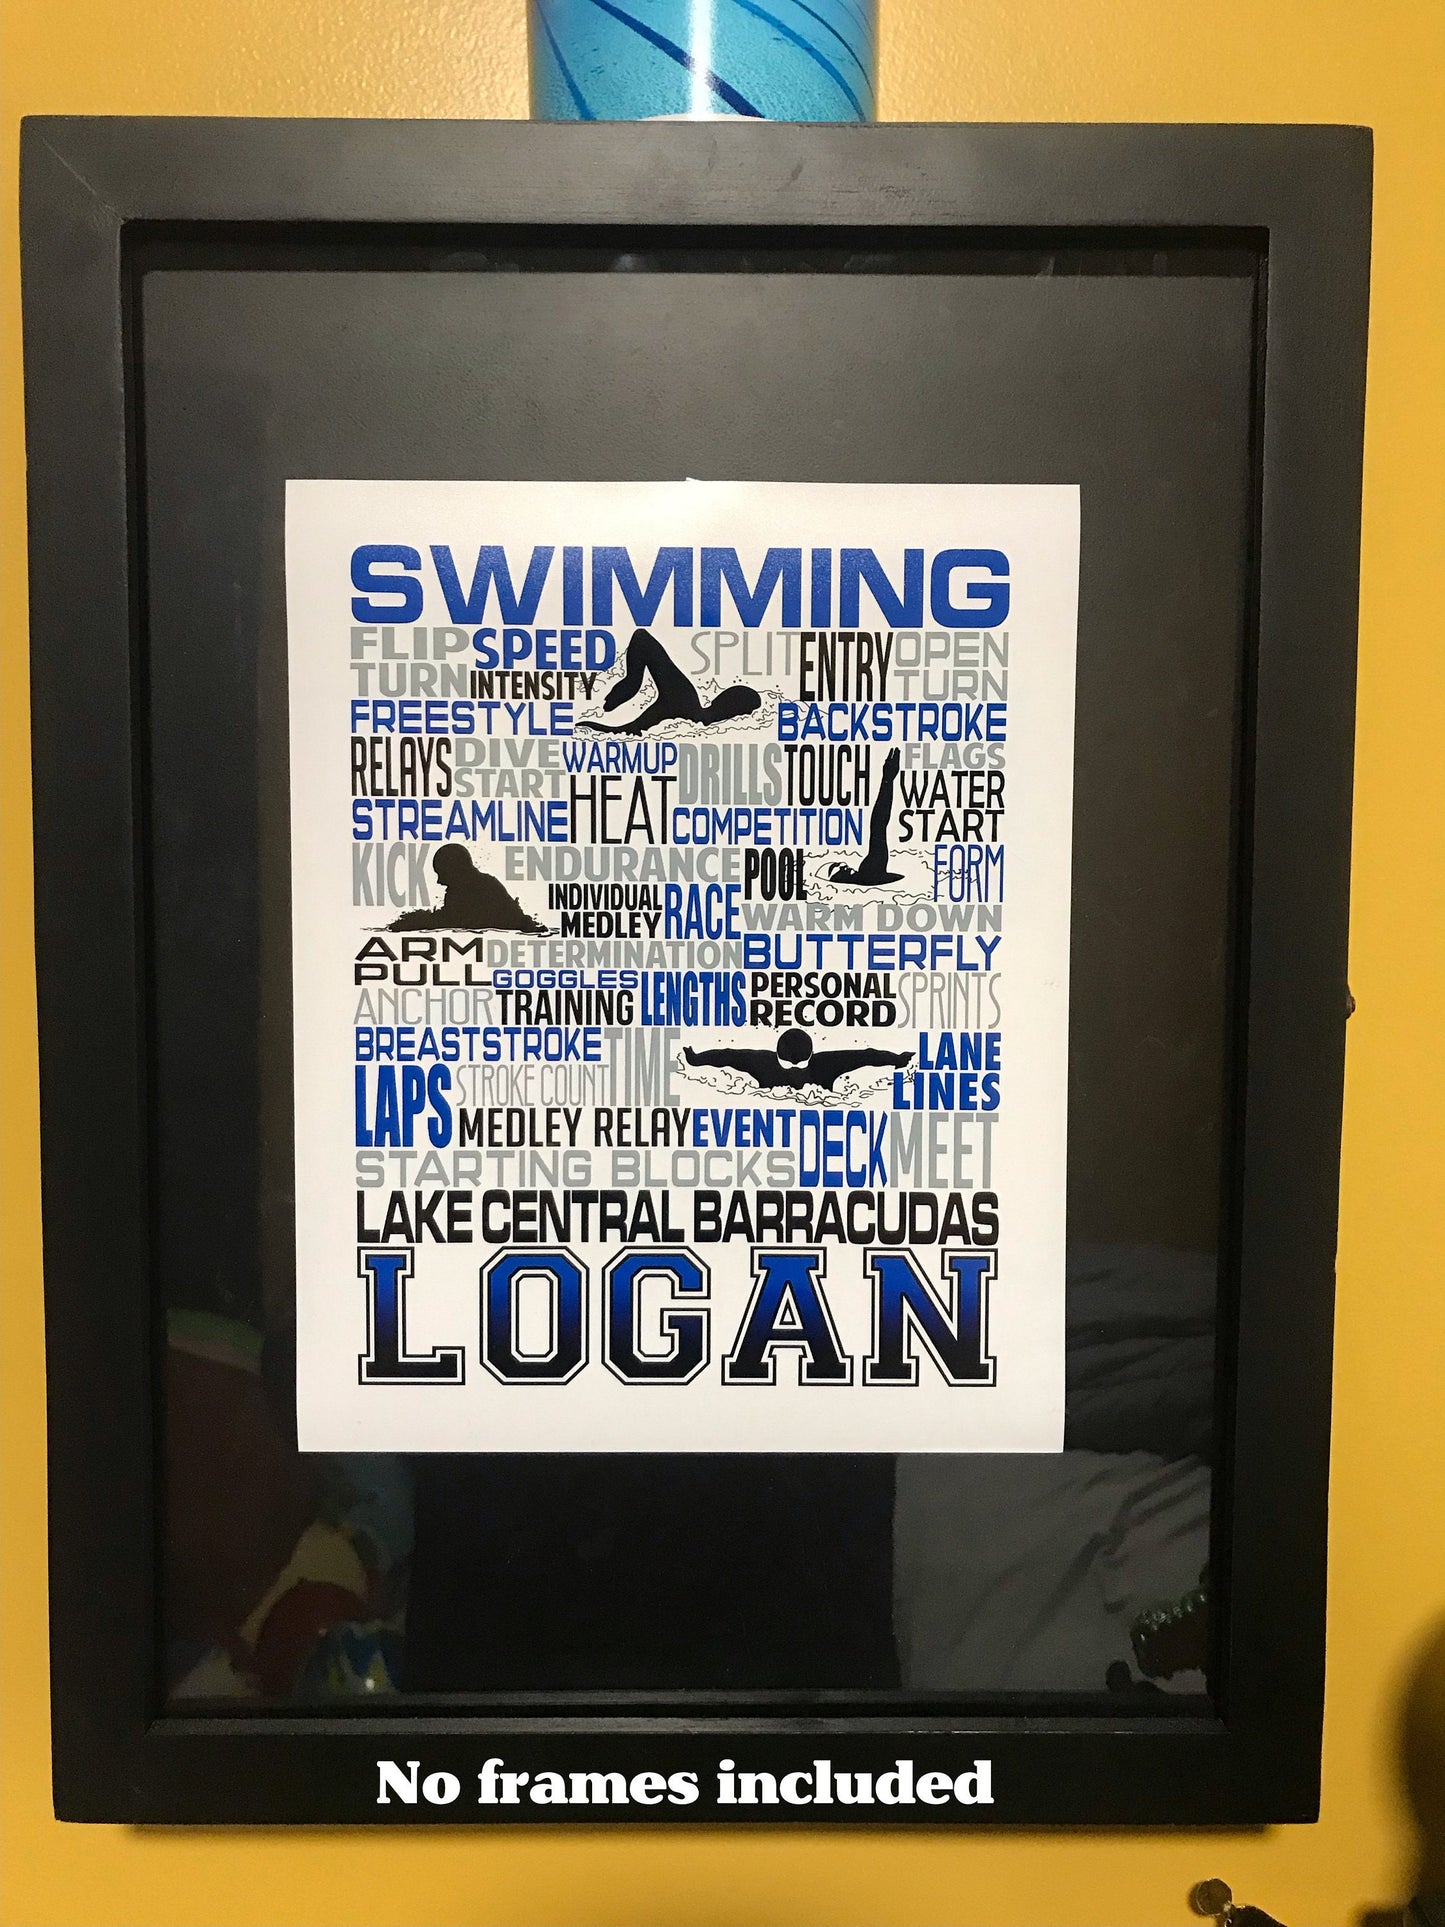 SWIMMING
FLIP TURN SPEED INTENSITY SPLIT ENTRY OPEN TURN
FREESTYLE BACKSTROKE
RELAYS DIVE START WARMUP DRILLS TOUCH FLAGS
STREAMLINE HEAT COMPETITION WATER START
KICK ENDURANCE POOL FORM
INDIVIDUAL MEDLEY RACE WARM DOWN
ARM PULL DETERMINATION BUTTERFLY
GOGGLES LENGTHS PERSONAL RECORD SPRINTS
ANCHOR TRAINING
BREASTSTROKE TIME LANE LINES
LAPS STROKE COUNT
MEDLEY RELAY EVENT DECK MEET
STARTING BLOCKS
LAKE CENTRAL BARRACUDAS
LOGAN
No frames included